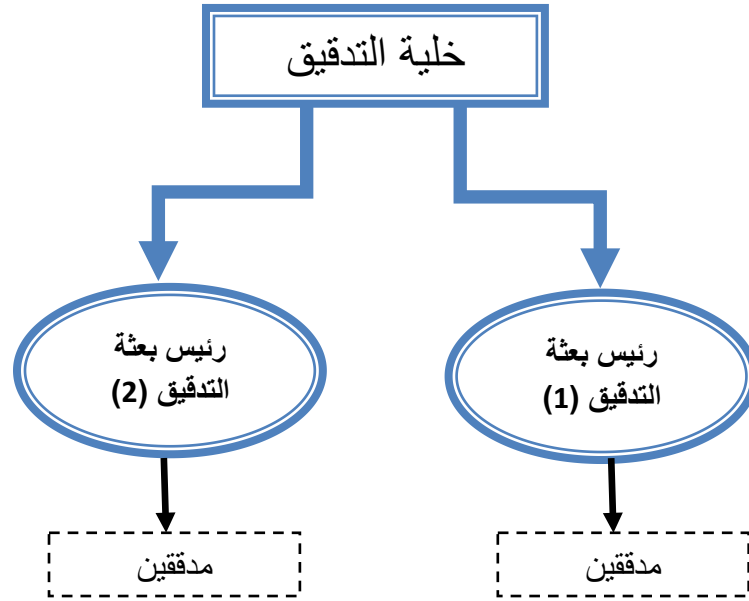 خلية التدقيق
رئيس بعثة
التدقيق (1)
رئيس بعثة
التدقيق (2)
مدققين
مدققين